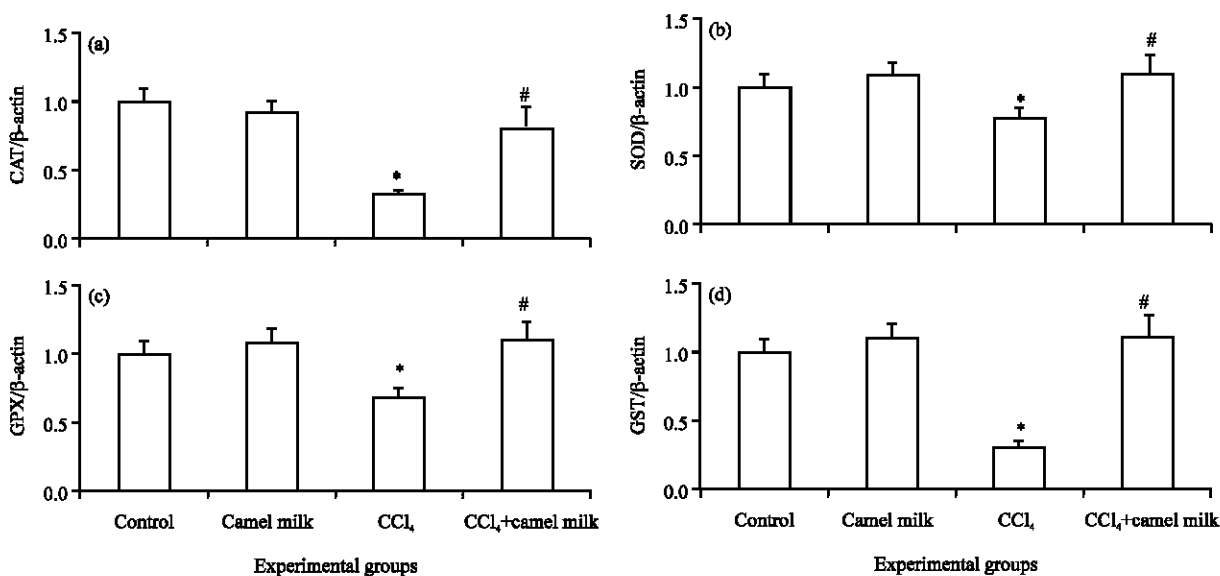 (a)
1.5
1.0
0.5
0.0
CAT/β-actin
*
#
(b)
1.5
1.0
0.5
0.0
SOD/β-actin
*
#
(c)
1.5
1.0
0.5
0.0
GPX/β-actin
*
#
Control Camel milk CCl₄ CCl₄+camel milk
Experimental groups
(d)
1.5
1.0
0.5
0.0
GST/β-actin
*
#
Control Camel milk CCl₄ CCl₄+camel milk
Experimental groups